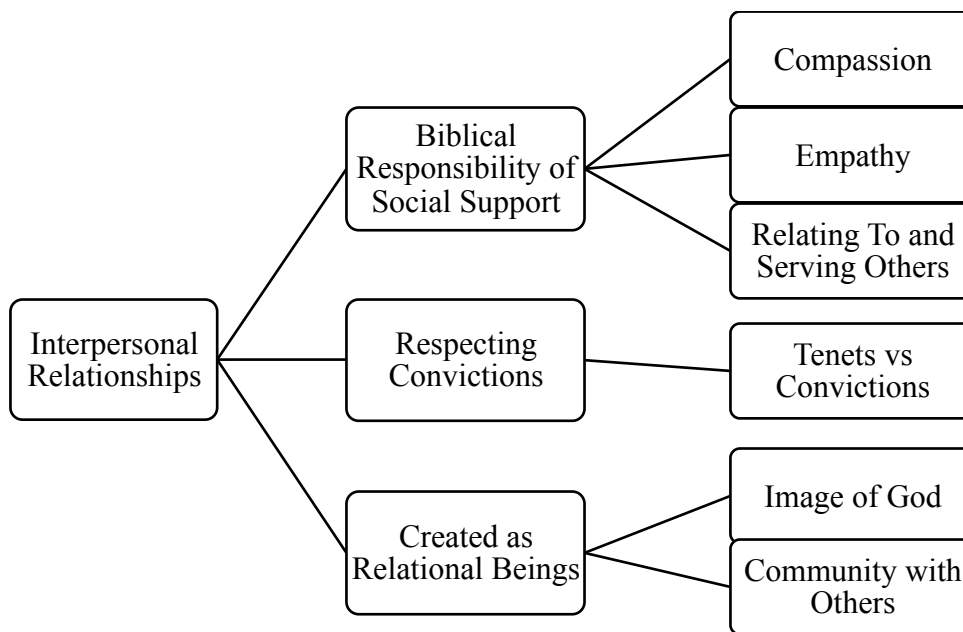 Interpersonal
Relationships
Biblical
Responsibility of
Social Support
Compassion
Empathy
Relating To and
Serving Others
Respecting
Convictions
Tenets vs
Convictions
Created as
Relational Beings
Image of God
Community with
Others